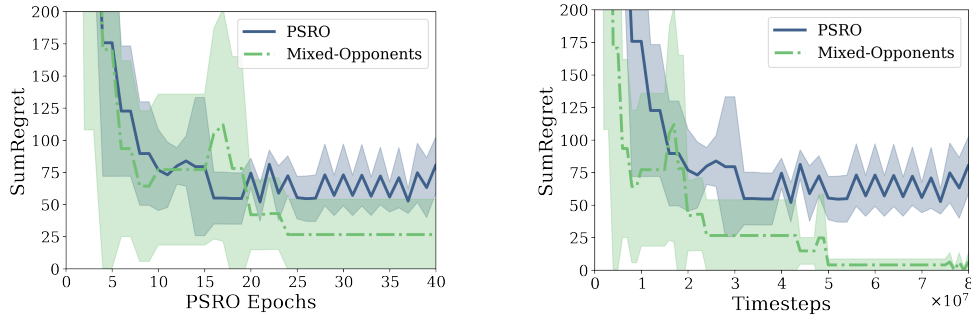 200
175
150
125
100
75
50
25
0
SumRegret
0 5 10 15 20 25 30 35 40
PSRO Epochs
PSRO
Mixed-Opponents
200
175
150
125
100
75
50
25
0
SumRegret
0 1 2 3 4 5 6 7 8
×10⁷
Timesteps
PSRO
Mixed-Opponents